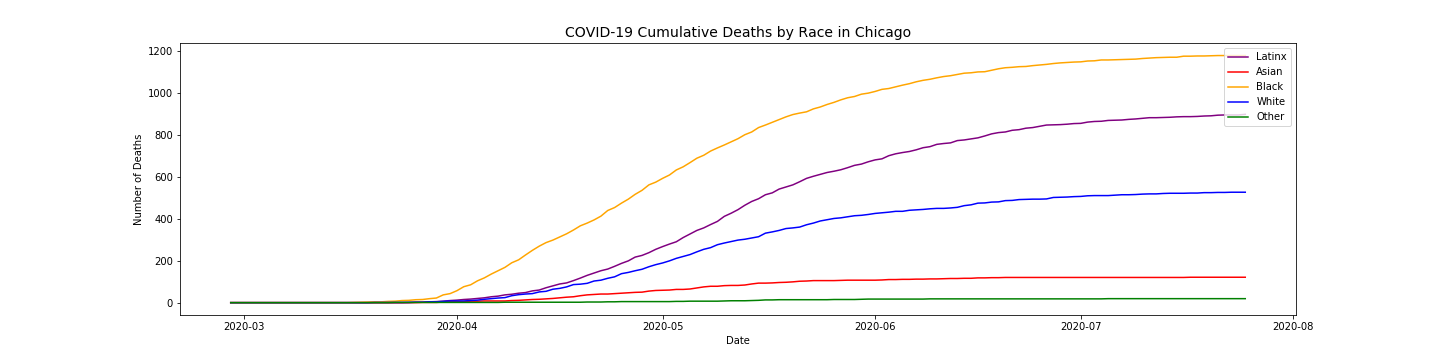 COVID-19 Cumulative Deaths by Race in Chicago
1200
1000
800
600
400
200
0
Number of Deaths
Latinx
Asian
Black
White
Other
2020-03 2020-04 2020-05 2020-06 2020-07 2020-08
Date